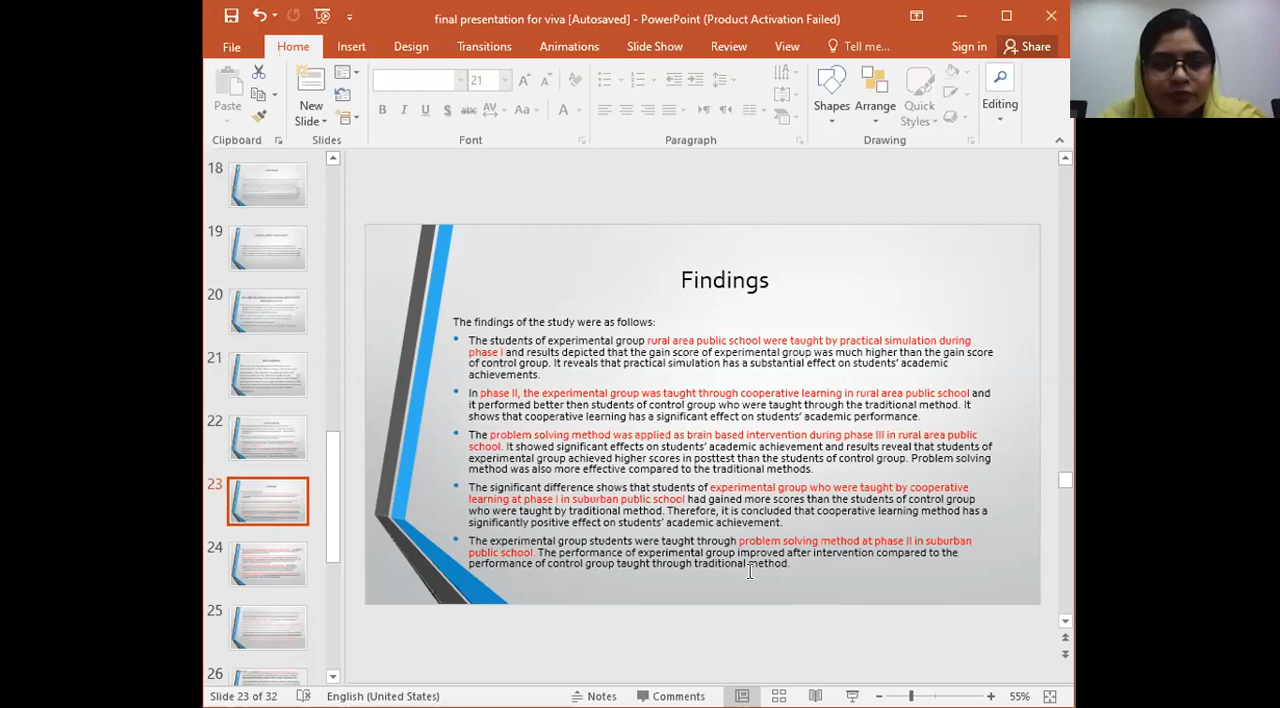 final presentation for viva [Autosaved] - PowerPoint (Product Activation Failed)
File Home Insert Design Transitions Animations Slide Show Review View Tell me... Sign in Share
21
Paste New Slide Shapes Arrange Quick Styles Editing
Clipboard Slides Font Paragraph Drawing
18
19
20
21
22
23
24
25
26
Findings
The findings of the study were as follows:
The students of experimental group rural area public school were taught by practical simulation during
phase I and results depicted that the gain score of experimental group was much higher than the gain score
of control group. It reveals that practical simulation has a substantial effect on students' academic
achievements.
In phase II, the experimental group was taught through cooperative learning in rural area public school and
it performed better then students of control group who were taught through the traditional method. It
shows that cooperative learning has a significant effect on students' academic performance.
The problem solving method was applied as brain based intervention during phase III in rural area public
school. It showed significant effects on students' academic achievement and results reveal that students of
experimental group achieved higher scores in posttest than the students of control group. Problem solving
method was also more effective compared to the traditional methods.
The significant difference shows that students of experimental group who were taught by cooperative
learning at phase I in suburban public school had gained more scores than the students of control group
who were taught by traditional method. Therefore, it is concluded that cooperative learning method has a
significantly positive effect on students' academic achievement.
The experimental group students were taught through problem solving method at phase II in suburban
public school. The performance of experimental group improved after intervention compared to the
performance of control group taught through traditional method.
Slide 23 of 32 English (United States) Notes Comments 55%